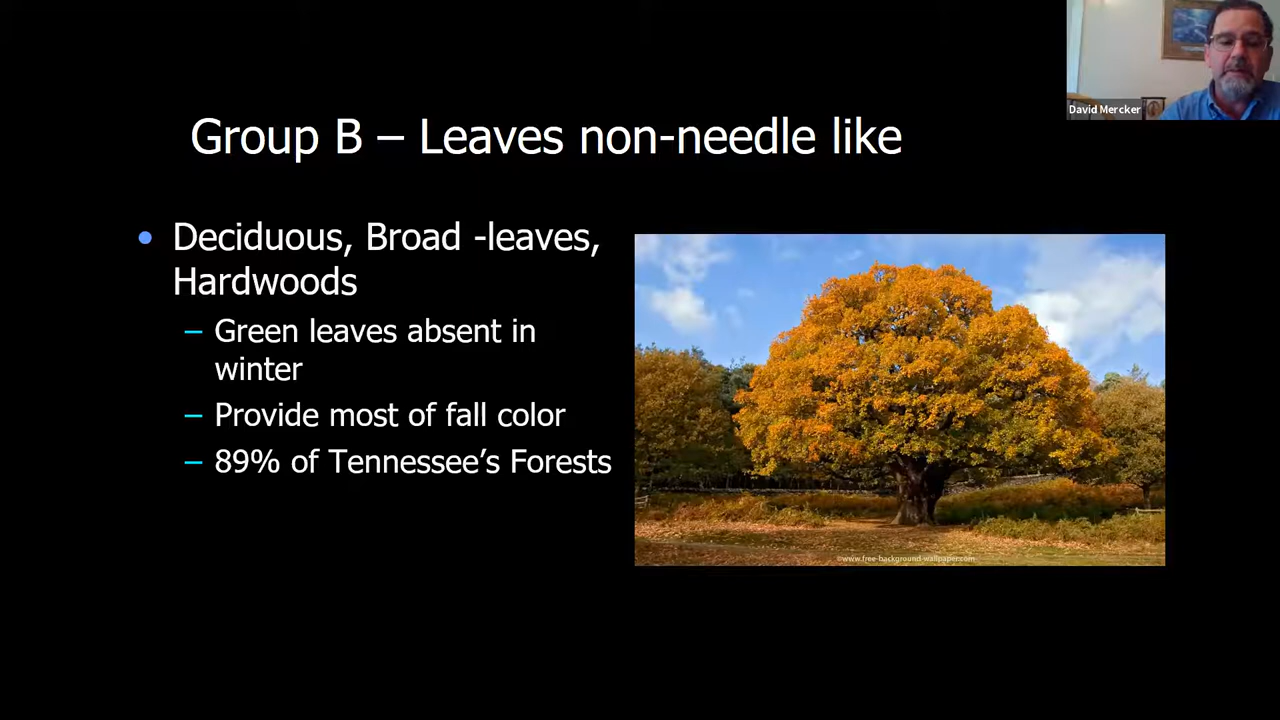 David Mercker
Group B – Leaves non-needle like
• Deciduous, Broad -leaves,
Hardwoods
– Green leaves absent in
winter
– Provide most of fall color
– 89% of Tennessee's Forests
©www.free-background-wallpaper.com